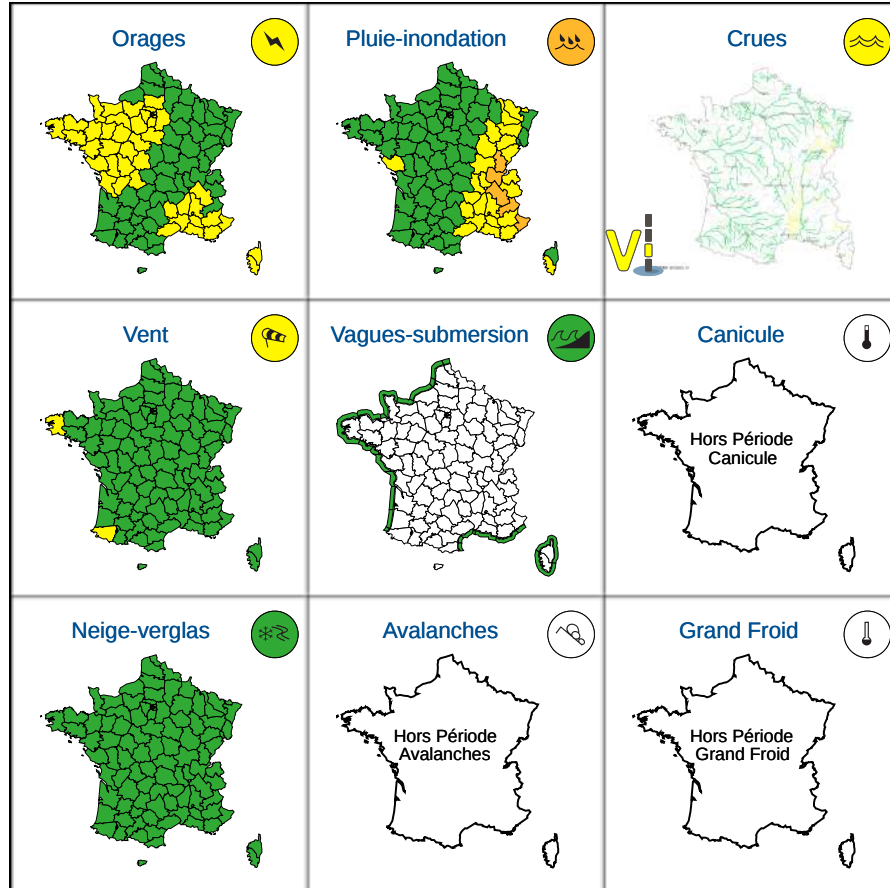 Orages
Pluie-inondation
Crues
Vi
Vent
Vagues-submersion
Canicule
Hors Période
Canicule
Neige-verglas
Avalanches
Grand Froid
Hors Période
Avalanches
Hors Période
Grand Froid